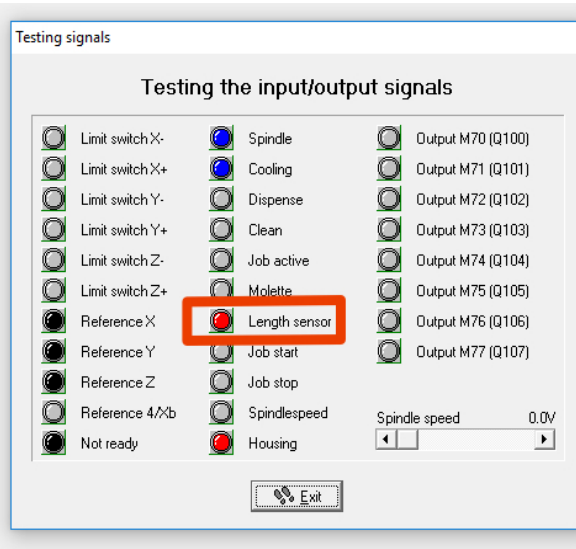 Testing signals
Testing the input/output signals
Limit switch X-
Limit switch X+
Limit switch Y-
Limit switch Y+
Limit switch Z-
Limit switch Z+
Reference X
Reference Y
Reference Z
Reference 4/Xb
Not ready
Spindle
Cooling
Dispense
Clean
Job active
Molette
Length sensor
Job start
Job stop
Spindlespeed
Housing
Output M70 (Q100)
Output M71 (Q101)
Output M72 (Q102)
Output M73 (Q103)
Output M74 (Q104)
Output M75 (Q105)
Output M76 (Q106)
Output M77 (Q107)
Spindle speed 0.0V
Exit